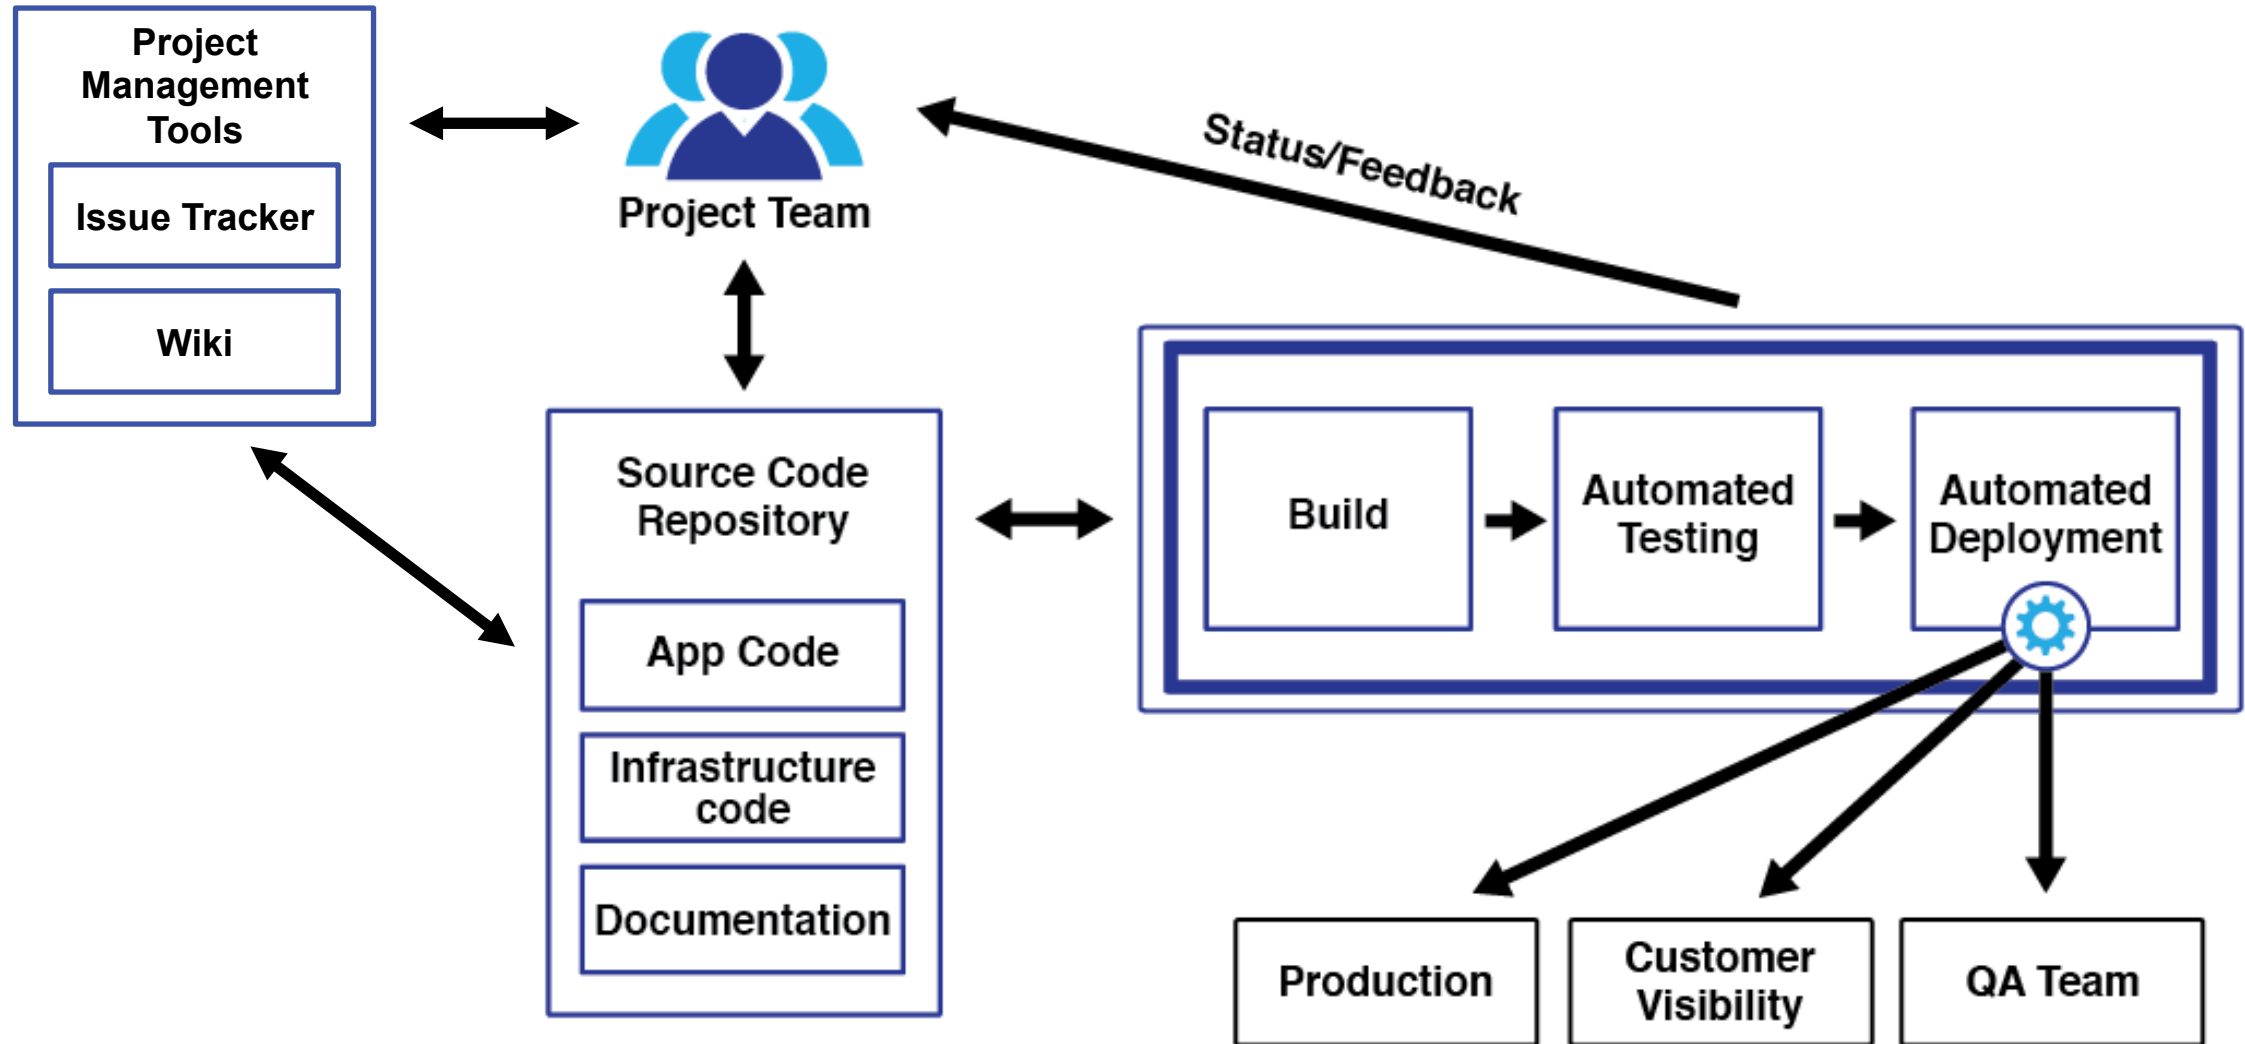 Project
Management
Tools
Issue Tracker
Wiki
Project Team
Status/Feedback
Source Code
Repository
App Code
Infrastructure
code
Documentation
Build
Automated
Testing
Automated
Deployment
Production
Customer
Visibility
QA Team